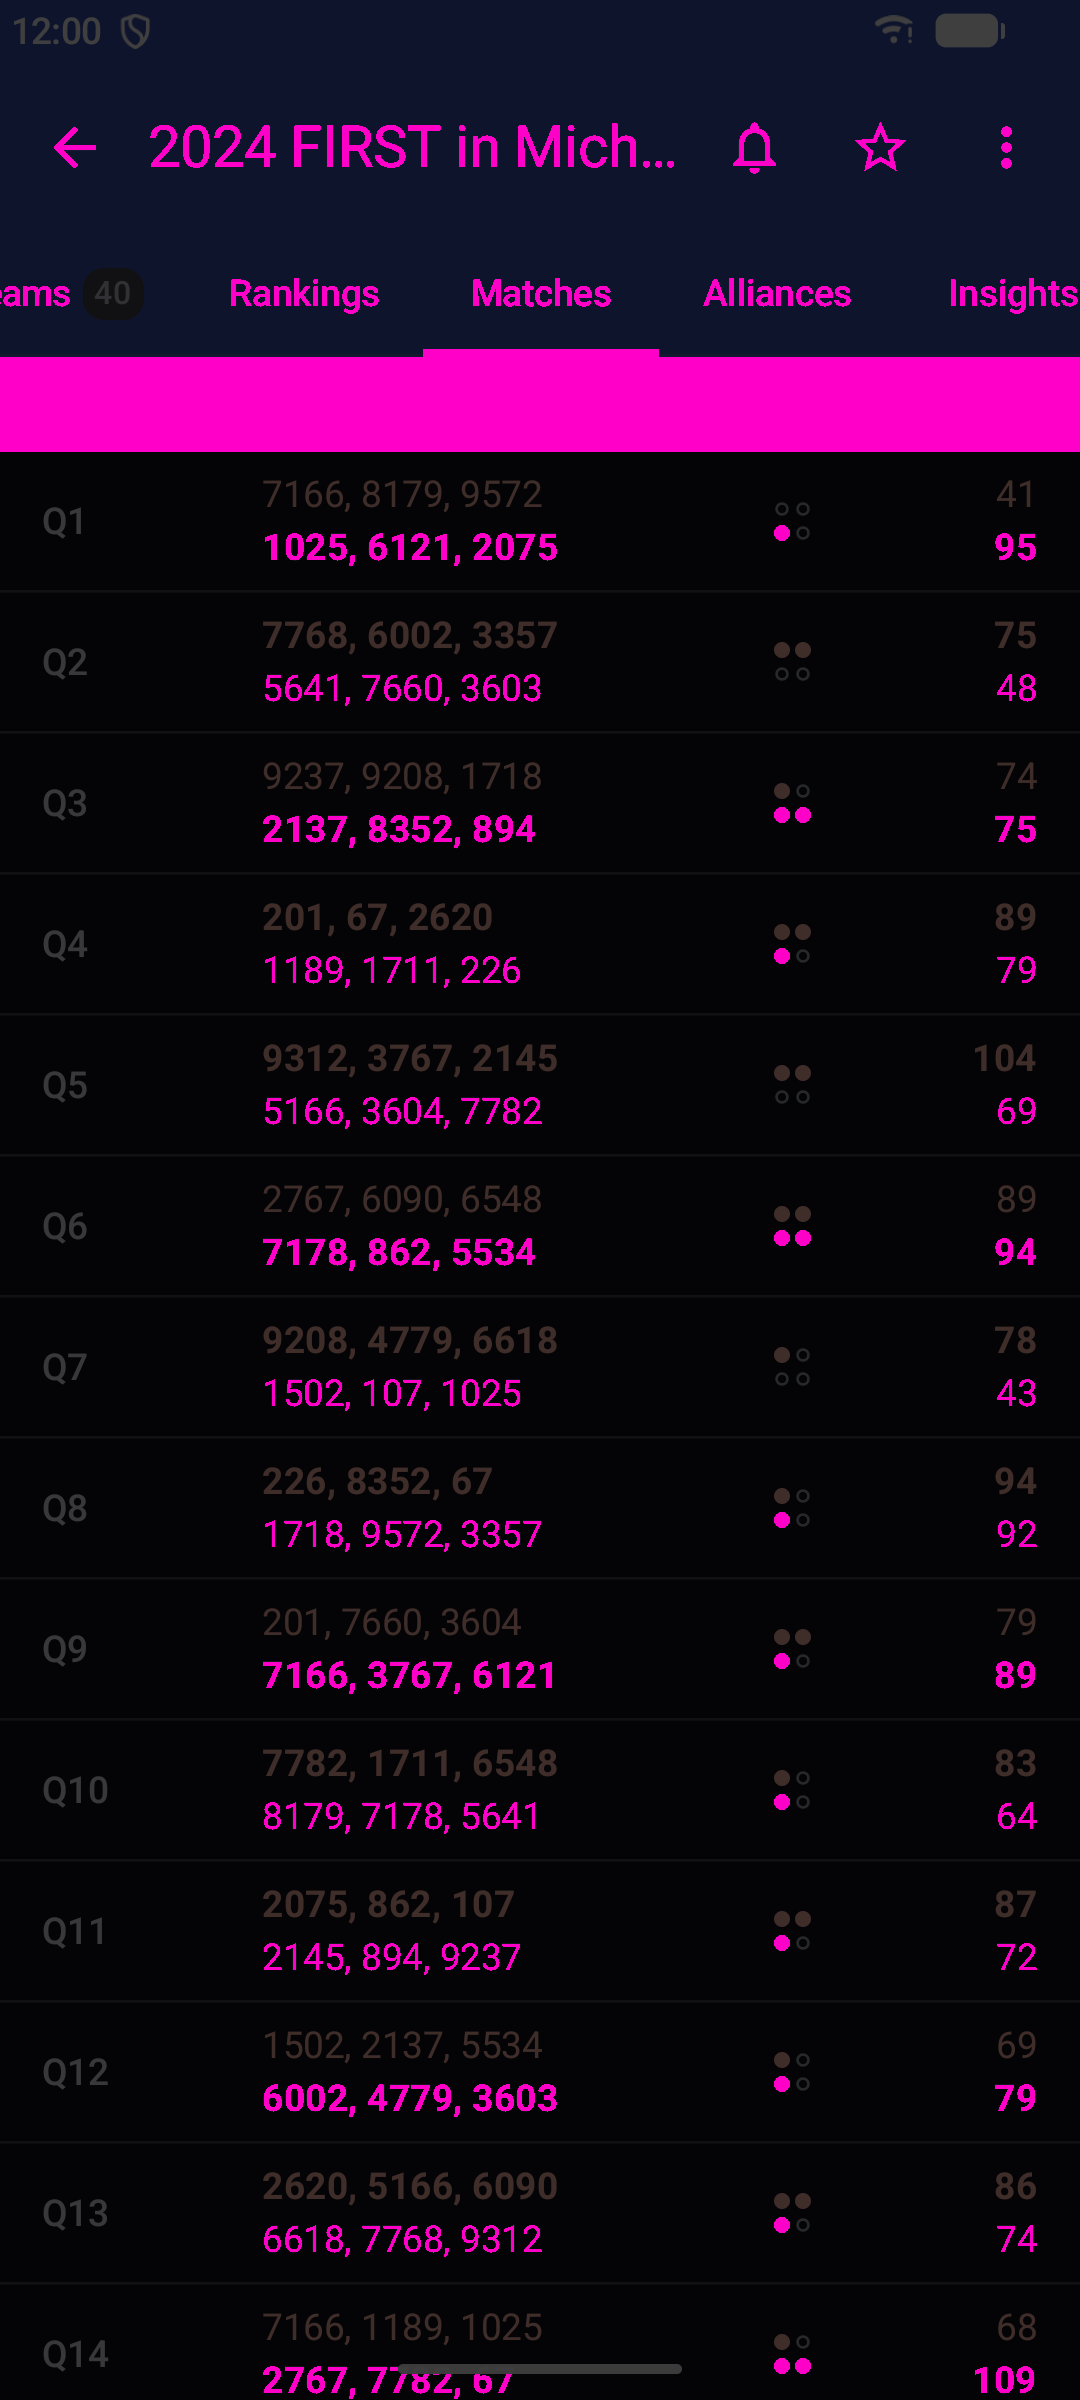 12:00
2024 FIRST in Mich...
eams 40 Rankings Matches Alliances Insights
7166, 8179, 9572 41
Q1
1025, 6121, 2075 95
7768, 6002, 3357 75
Q2
5641, 7660, 3603 48
9237, 9208, 1718 74
Q3
2137, 8352, 894 75
201, 67, 2620 89
Q4
1189, 1711, 226 79
9312, 3767, 2145 104
Q5
5166, 3604, 7782 69
2767, 6090, 6548 89
Q6
7178, 862, 5534 94
9208, 4779, 6618 78
Q7
1502, 107, 1025 43
226, 8352, 67 94
Q8
1718, 9572, 3357 92
201, 7660, 3604 79
Q9
7166, 3767, 6121 89
7782, 1711, 6548 83
Q10
8179, 7178, 5641 64
2075, 862, 107 87
Q11
2145, 894, 9237 72
1502, 2137, 5534 69
Q12
6002, 4779, 3603 79
2620, 5166, 6090 86
Q13
6618, 7768, 9312 74
7166, 1189, 1025 68
Q14
2767, 7782, 67 109